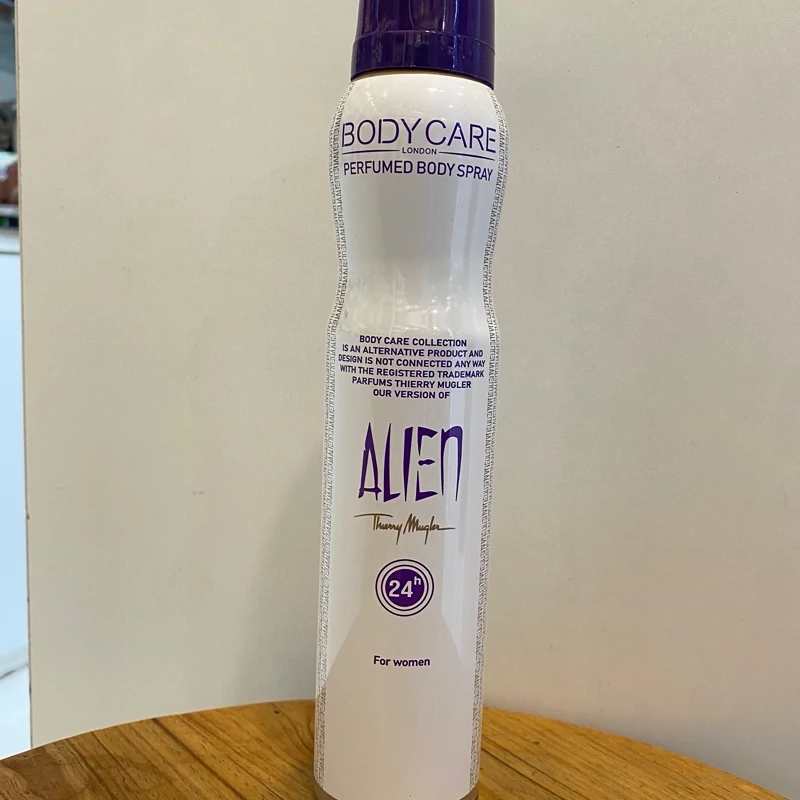 BODY CARE
LONDON
PERFUMED BODY SPRAY
BODY CARE COLLECTION
IS AN ALTERNATIVE PRODUCT AND
DESIGN IS NOT CONNECTED ANY WAY
WITH THE REGISTERED TRADEMARK
PARFUMS THIERRY MUGLER
OUR VERSION OF
ALIEN
Thierry Mugler
24h
For women